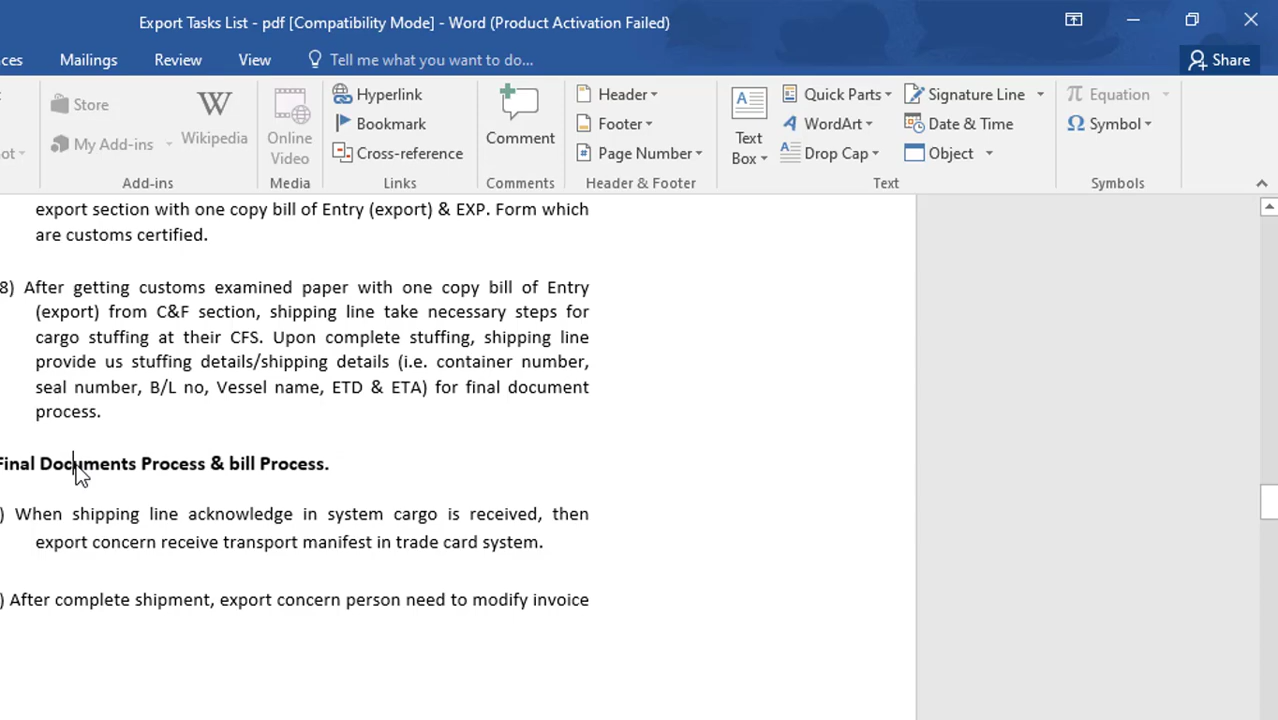 Export Tasks List - pdf [Compatibility Mode] - Word (Product Activation Failed)
ces Mailings Review View Tell me what you want to do... Share
Store
My Add-ins
Wikipedia
Add-ins
Online
Video
Media
Hyperlink
Bookmark
Cross-reference
Links
Comment
Comments
Header
Footer
Page Number
Header & Footer
Text
Box
Quick Parts
WordArt
Drop Cap
Signature Line
Date & Time
Object
Text
Equation
Symbol
Symbols
export section with one copy bill of Entry (export) & EXP. Form which
are customs certified.
8) After getting customs examined paper with one copy bill of Entry
(export) from C&F section, shipping line take necessary steps for
cargo stuffing at their CFS. Upon complete stuffing, shipping line
provide us stuffing details/shipping details (i.e. container number,
seal number, B/L no, Vessel name, ETD & ETA) for final document
process.
Final Documents Process & bill Process.
) When shipping line acknowledge in system cargo is received, then
export concern receive transport manifest in trade card system.
) After complete shipment, export concern person need to modify invoice